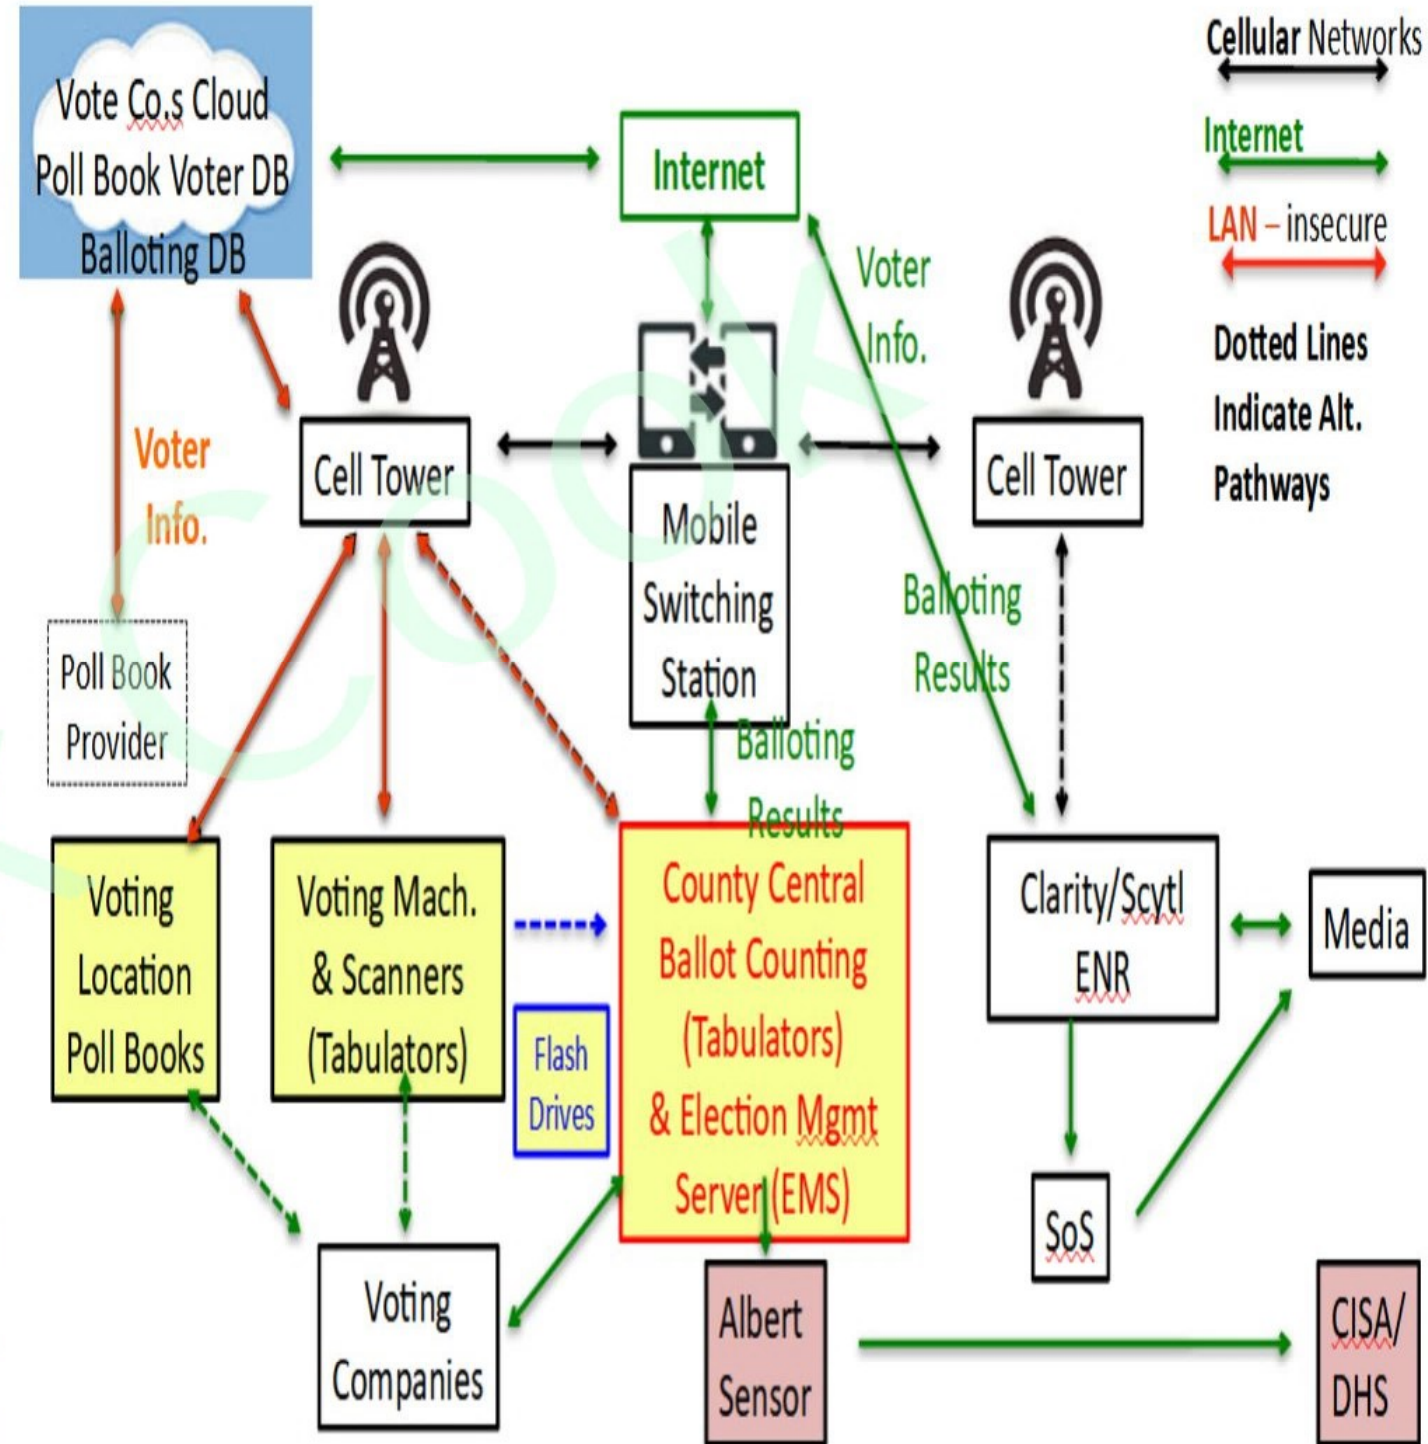 Vote Co.s Cloud
Poll Book Voter DB
Balloting DB
Internet
Cellular Networks
Internet
LAN – insecure
Dotted Lines
Indicate Alt.
Pathways
Voter
Info.
Voter
Info.
Cell Tower
Mobile
Switching
Station
Cell Tower
Balloting
Results
Poll Book
Provider
Balloting
Results
Voting
Location
Poll Books
Voting Mach.
& Scanners
(Tabulators)
Flash
Drives
County Central
Ballot Counting
(Tabulators)
& Election Mgmt
Server (EMS)
Clarity/Scytl
ENR
Media
SoS
Voting
Companies
Albert
Sensor
CISA/
DHS
Cook